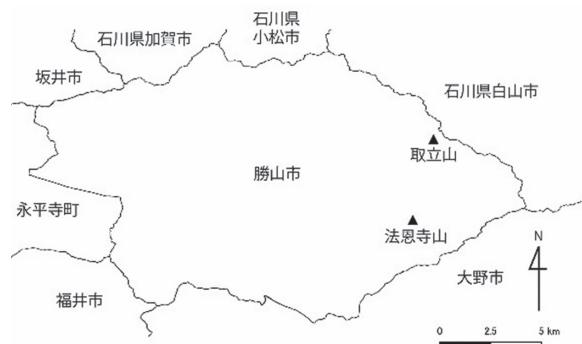 石川県
小松市
石川県加賀市
坂井市
石川県白山市
取立山
勝山市
永平寺町
法恩寺山
N
大野市
福井市
0 2.5 5 km